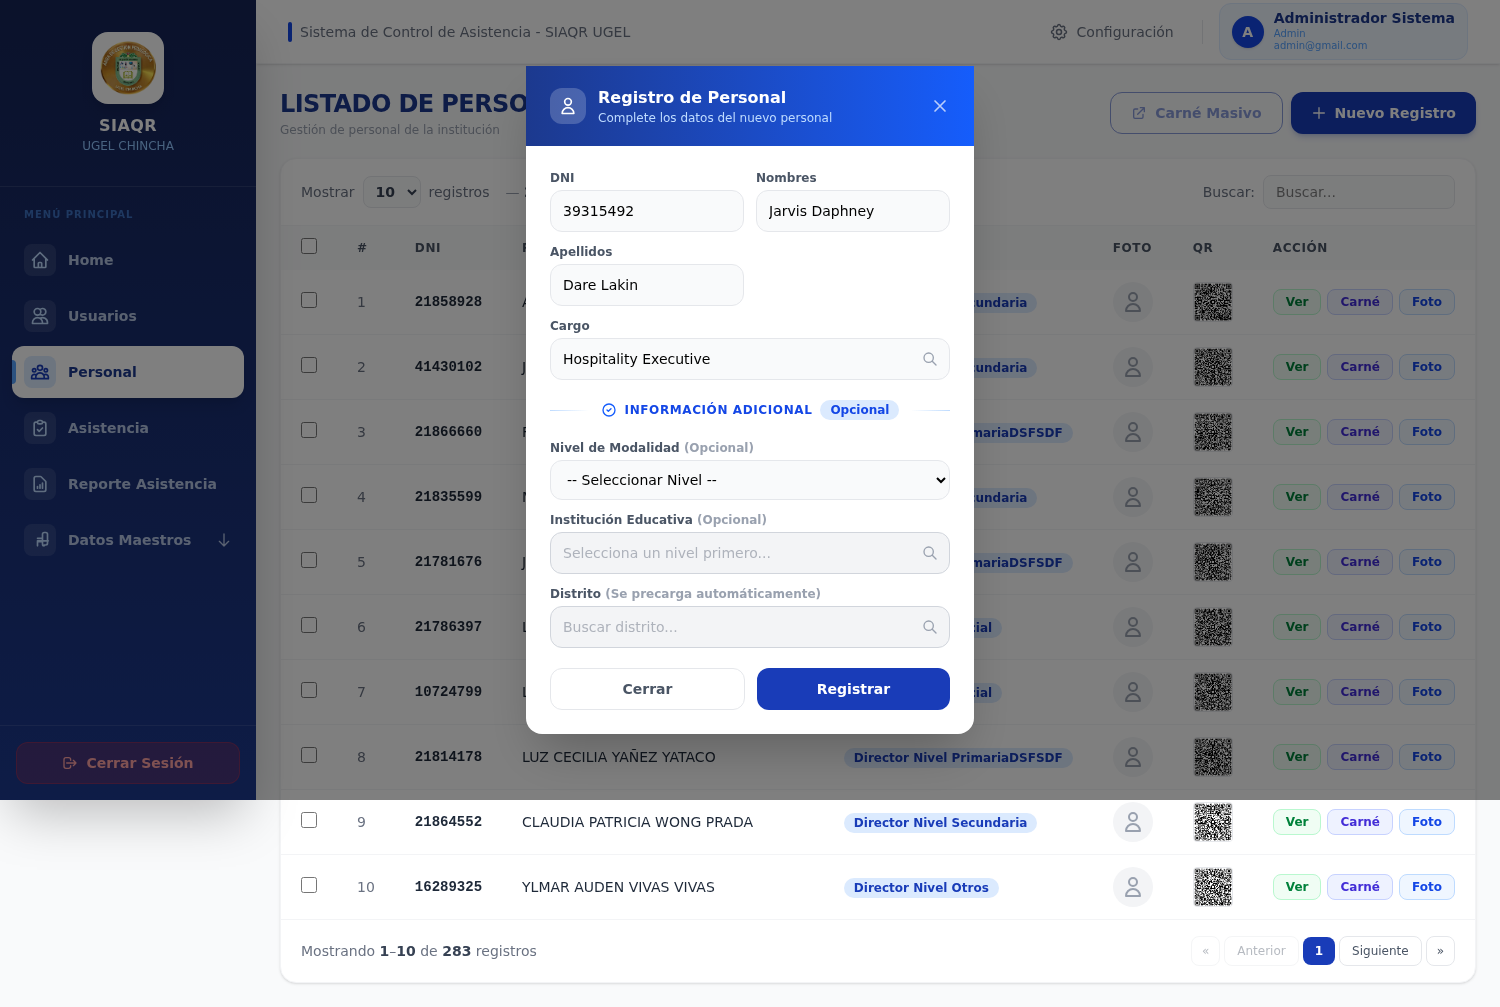 SIAQR
UGEL CHINCHA
MENÚ PRINCIPAL
Home
Usuarios
Personal
Asistencia
Reporte Asistencia
Datos Maestros
Cerrar Sesión
Sistema de Control de Asistencia - SIAQR UGEL
Configuración
A
Administrador Sistema
Admin
admin@gmail.com
LISTADO DE PERSO
Gestión de personal de la institución
Carné Masivo
Nuevo Registro
Mostrar 10 registros —
Buscar: Buscar...
# DNI FOTO QR ACCIÓN
1 21858928 Ver Carné Foto
2 41430102 Ver Carné Foto
3 21866660 Ver Carné Foto
4 21835599 Ver Carné Foto
5 21781676 Ver Carné Foto
6 21786397 Ver Carné Foto
7 10724799 Ver Carné Foto
8 21814178 LUZ CECILIA YAÑEZ YATACO Director Nivel PrimariaDSFSDF Ver Carné Foto
9 21864552 CLAUDIA PATRICIA WONG PRADA Director Nivel Secundaria Ver Carné Foto
10 16289325 YLMAR AUDEN VIVAS VIVAS Director Nivel Otros Ver Carné Foto
Mostrando 1–10 de 283 registros
« Anterior 1 Siguiente »
Registro de Personal
Complete los datos del nuevo personal
DNI
39315492
Nombres
Jarvis Daphney
Apellidos
Dare Lakin
Cargo
Hospitality Executive
INFORMACIÓN ADICIONAL Opcional
Nivel de Modalidad (Opcional)
-- Seleccionar Nivel --
Institución Educativa (Opcional)
Selecciona un nivel primero...
Distrito (Se precarga automáticamente)
Buscar distrito...
Cerrar
Registrar